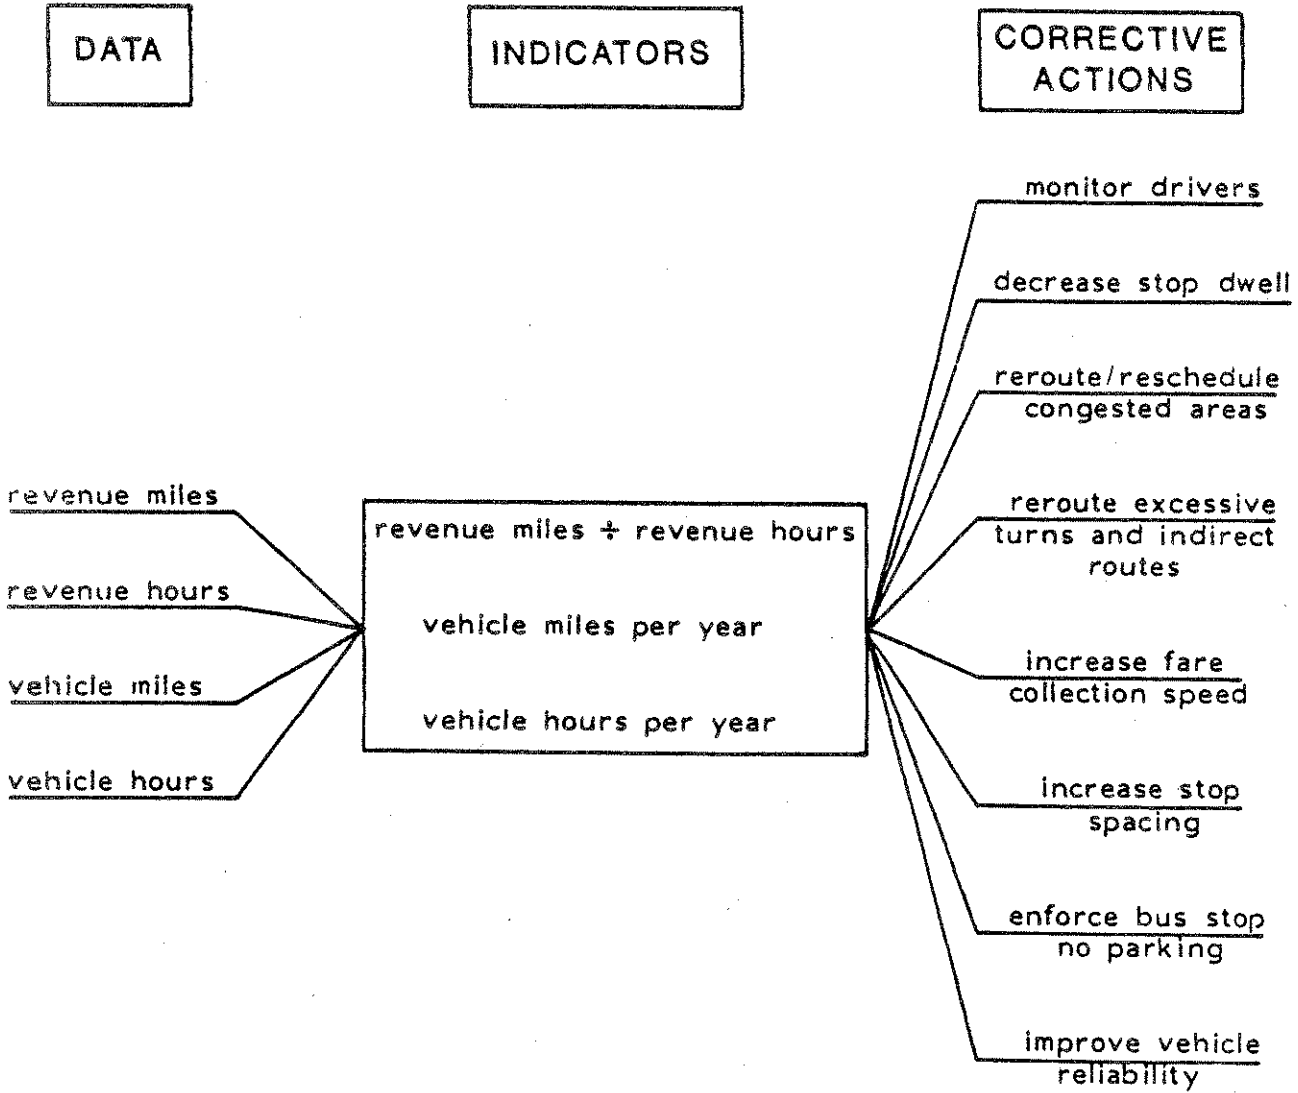 DATA
INDICATORS
CORRECTIVE
ACTIONS
monitor drivers
decrease stop dwell
reroute/reschedule
congested areas
reroute excessive
turns and indirect
routes
increase fare
collection speed
increase stop
spacing
enforce bus stop
no parking
improve vehicle
reliability
revenue miles
revenue hours
vehicle miles
vehicle hours
revenue miles ÷ revenue hours
vehicle miles per year
vehicle hours per year